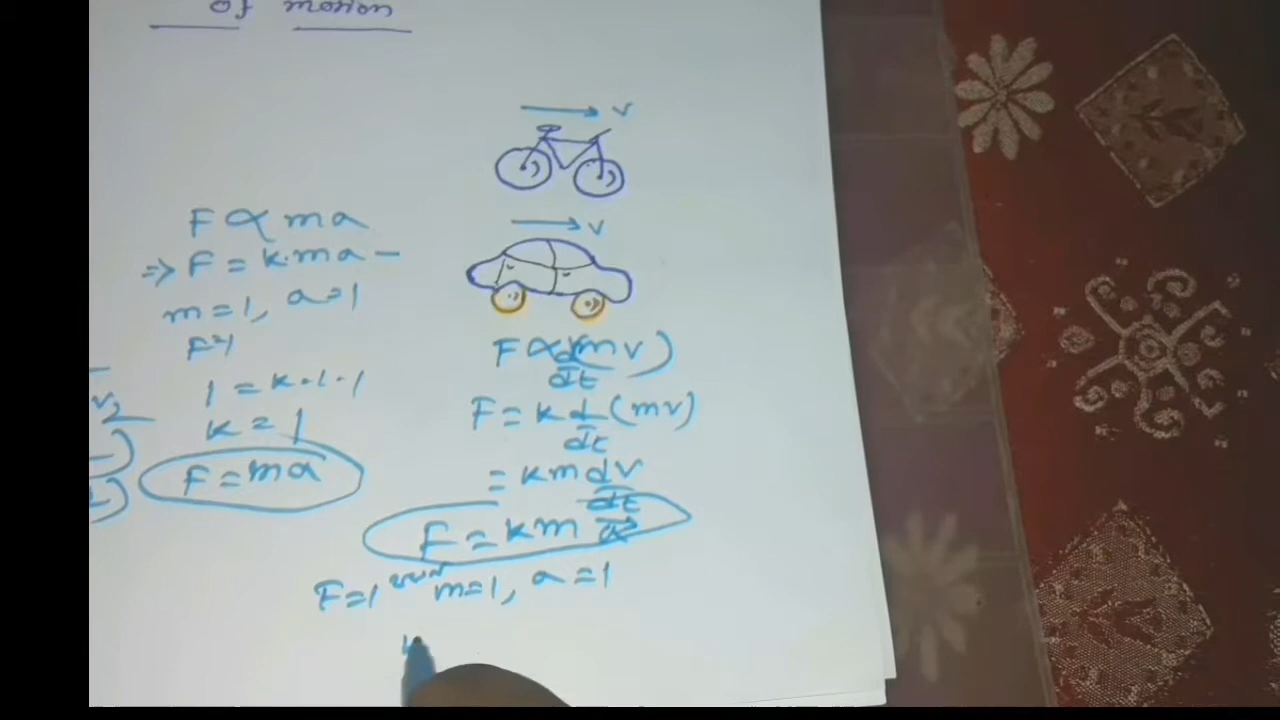 of motion
v
v
F ∝ ma
⇒ F = k.ma –
m = 1, a = 1
F = 1
1 = k · 1 · 1
k = 1
F = ma
v₂
F ∝ d/dt (mv)
F = k d/dt (mv)
= km dv/dt
F = km a
F = 1 m = 1, a = 1